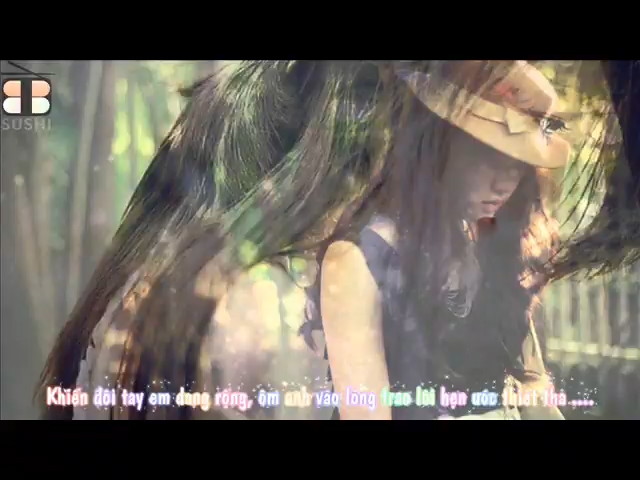 SUSHI
Khiến đôi tay em dang rộng, ôm anh vào lòng trao lời hẹn ước thiết tha ....